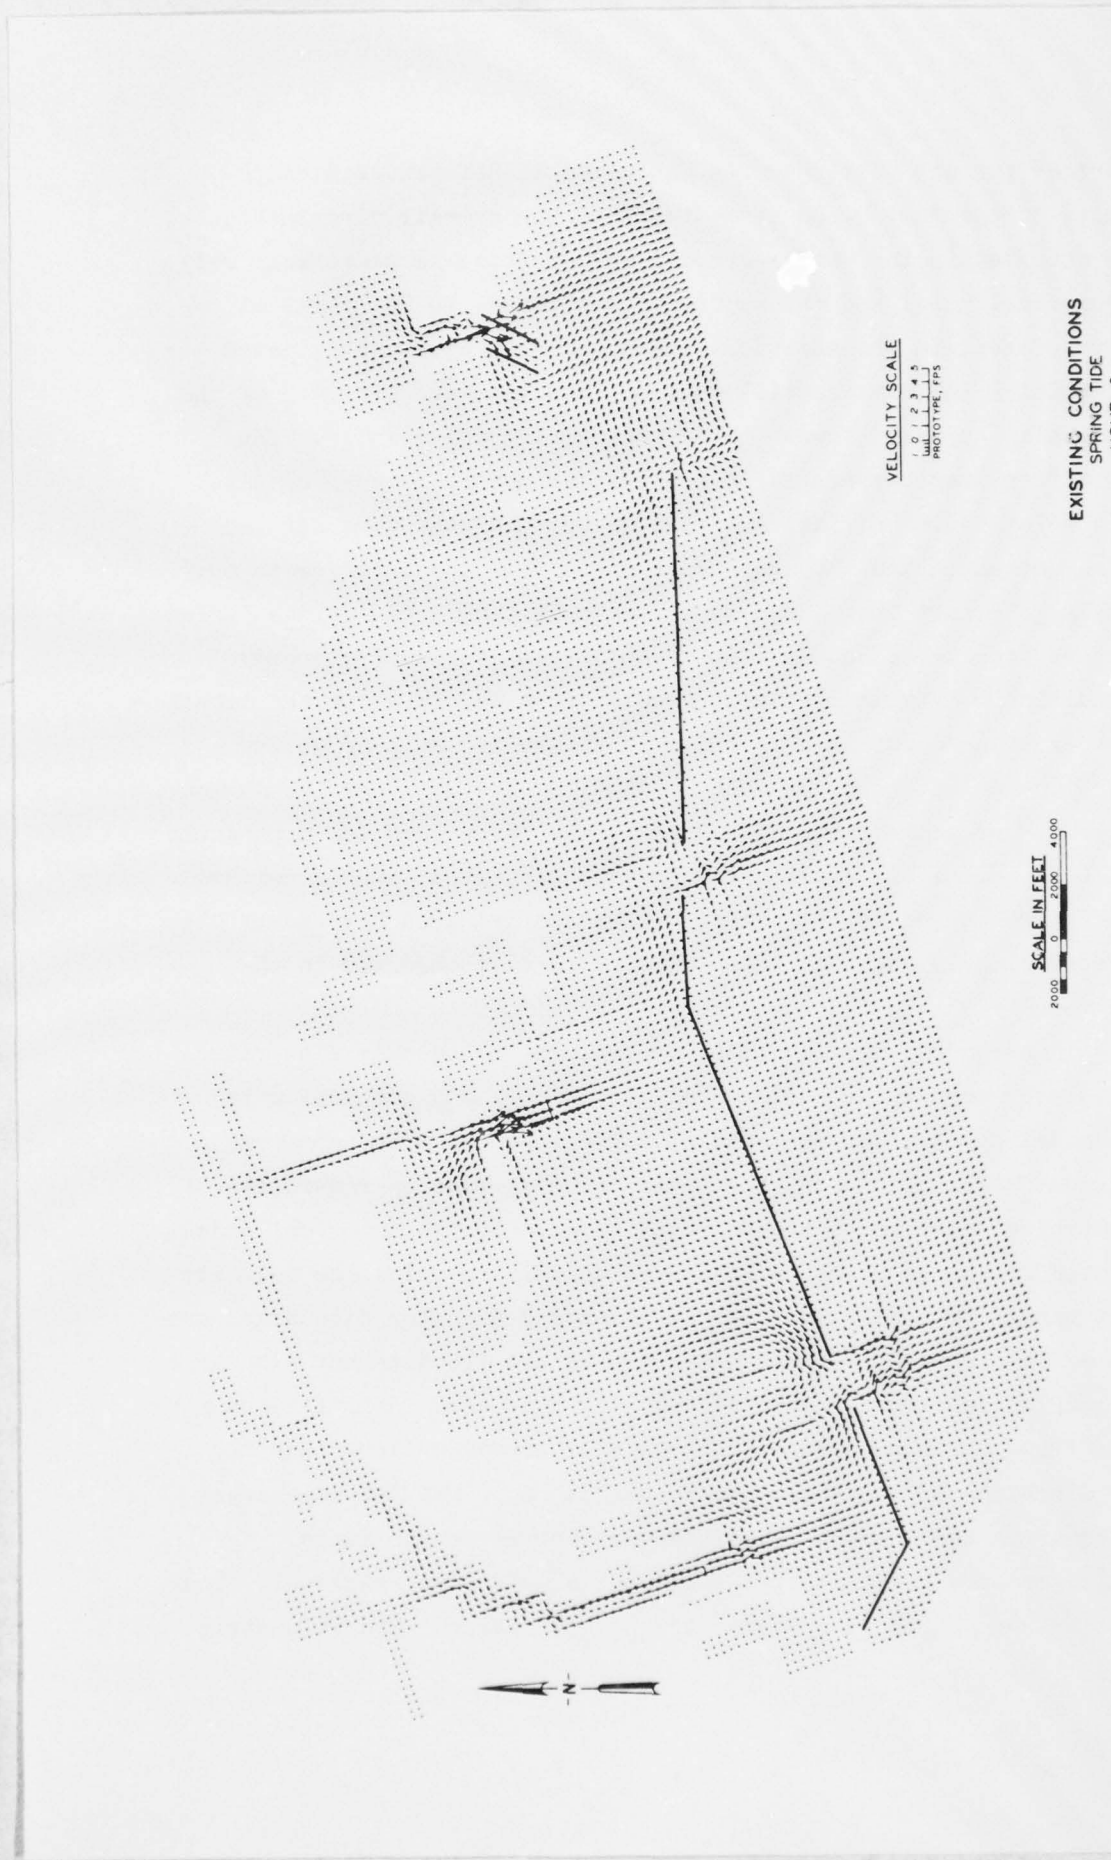 -N-
VELOCITY SCALE
1 0 1 2 3 4 5
PROTOTYPE, FPS
SCALE IN FEET
2000 0 2000 4000
EXISTING CONDITIONS
SPRING TIDE